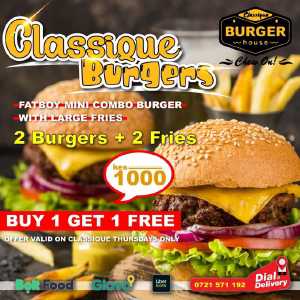 Classique
BURGER
house
Chow On!
Classique
Burgers
FATBOY MINI COMBO BURGER
WITH LARGE FRIES
2 Burgers + 2 Fries
kes.
1000
BUY 1 GET 1 FREE
OFFER VALID ON CLASSIQUE THURSDAYS ONLY
Bolt Food
Glovo
Uber
Eats
0721 571 192
Dial a
Delivery